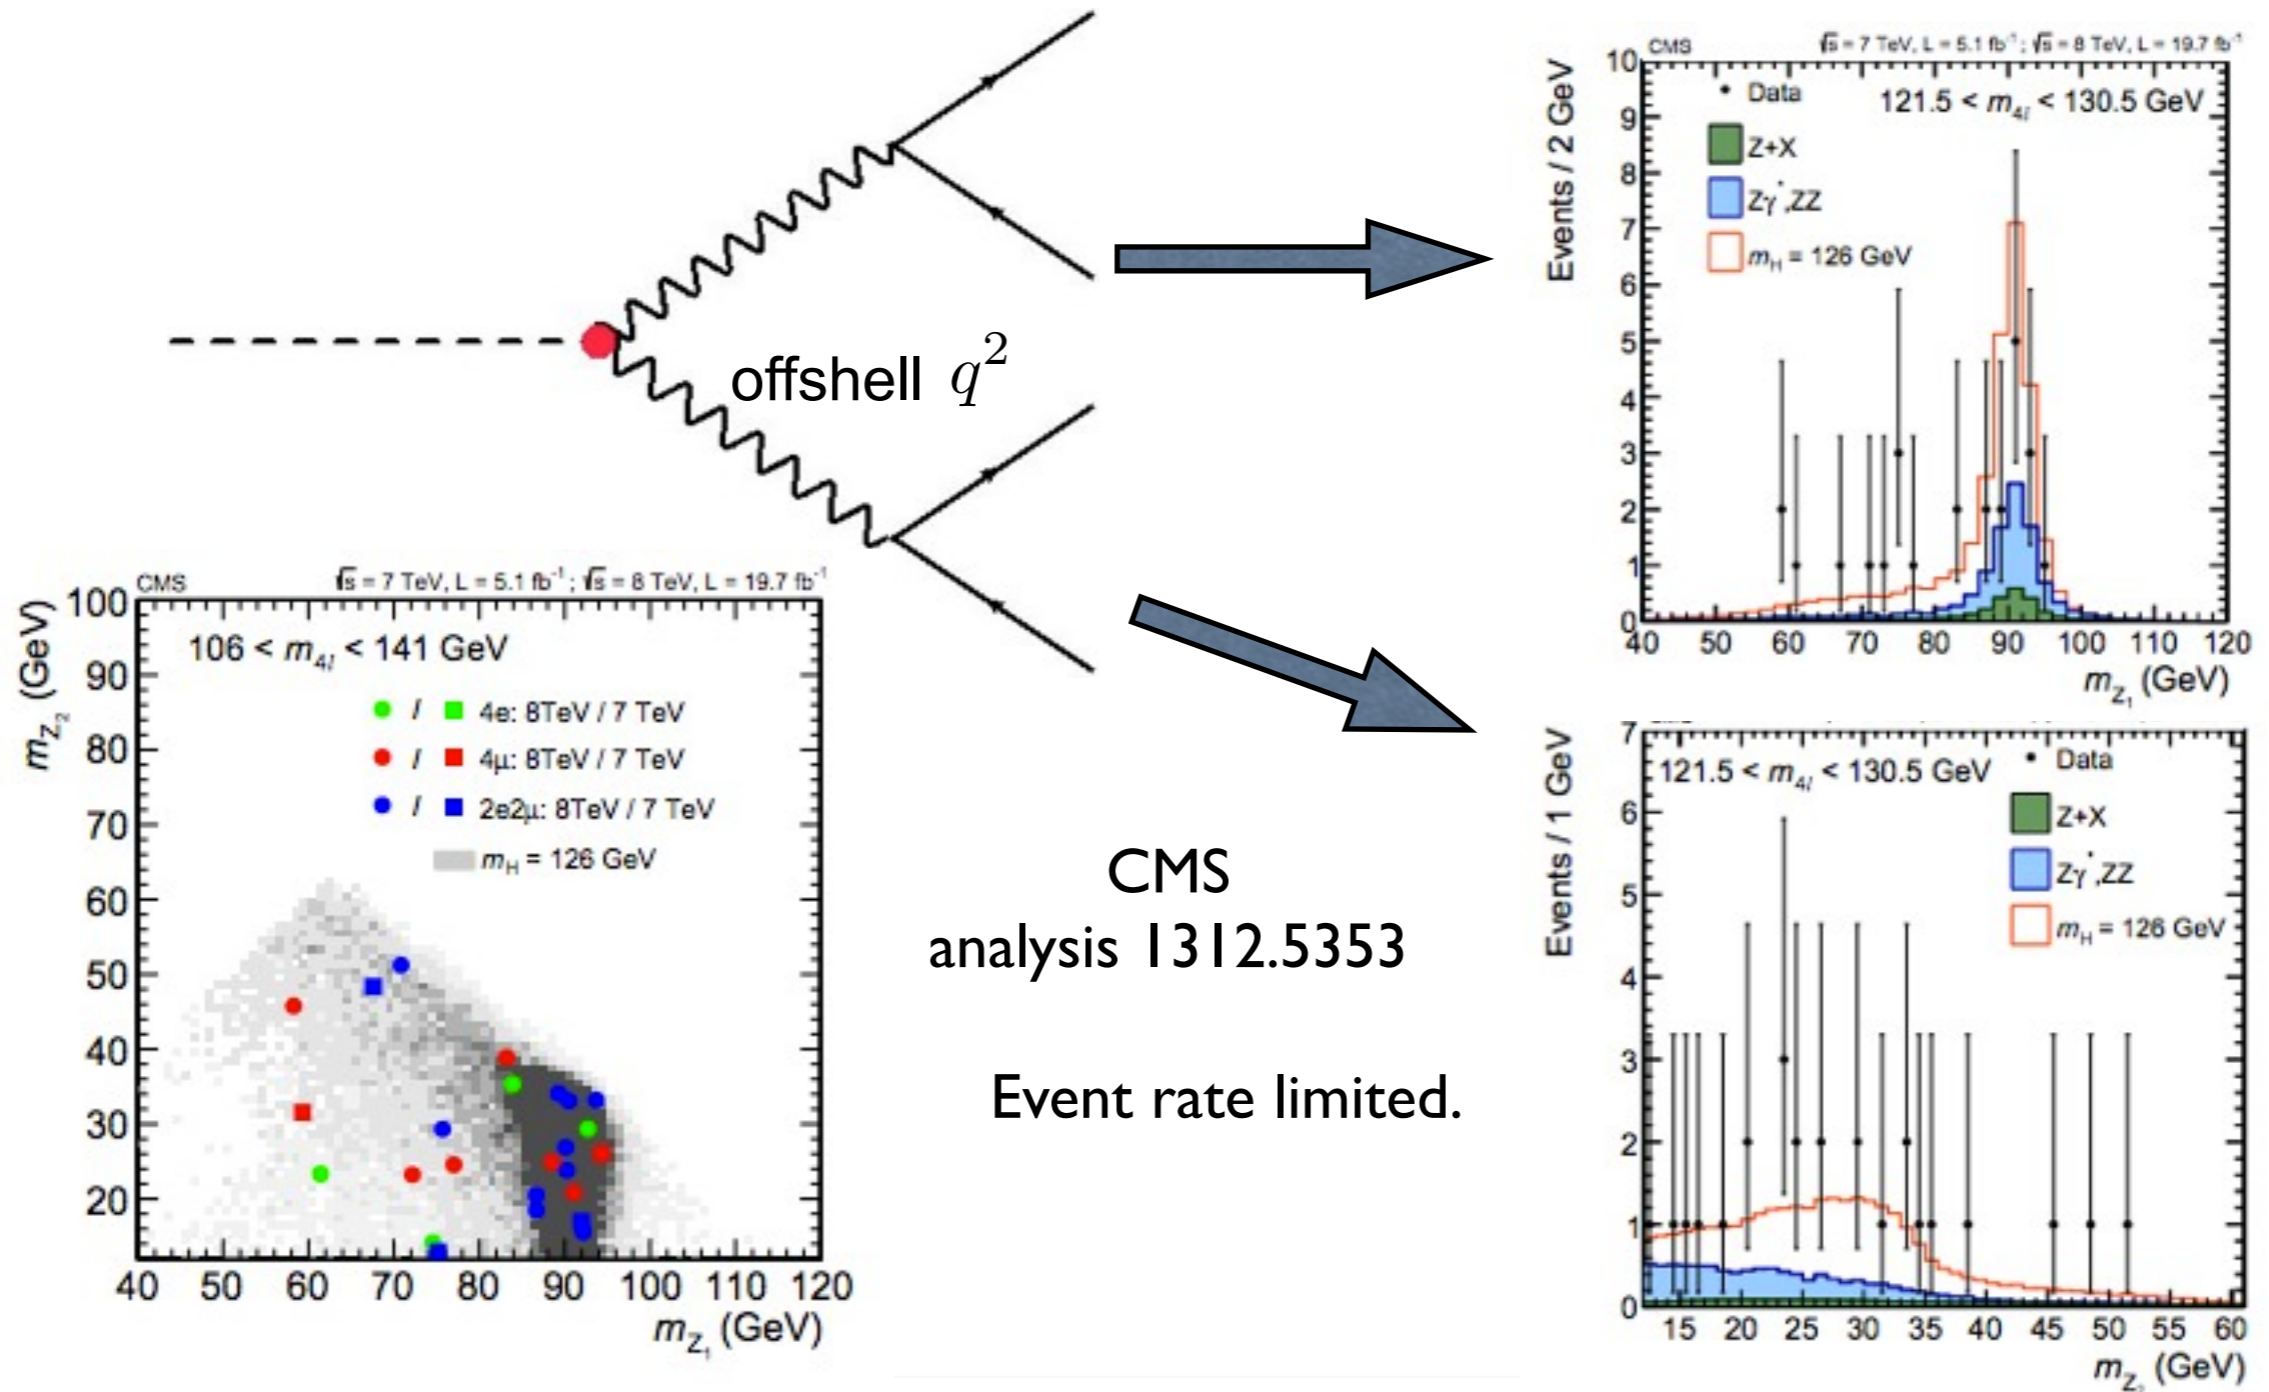 offshell q²
CMS
√s = 7 TeV, L = 5.1 fb⁻¹ ; √s = 8 TeV, L = 19.7 fb⁻¹
10
9
8
7
6
5
4
3
2
1
0
Events / 2 GeV
121.5 < m₄ₗ < 130.5 GeV
Data
Z+X
Zγ*,ZZ
m_H = 126 GeV
40 50 60 70 80 90 100 110 120
m_Z₁ (GeV)
CMS
√s = 7 TeV, L = 5.1 fb⁻¹ ; √s = 8 TeV, L = 19.7 fb⁻¹
m_Z₂ (GeV)
100
90
80
70
60
50
40
30
20
106 < m₄ₗ < 141 GeV
/ 4e: 8TeV / 7 TeV
/ 4μ: 8TeV / 7 TeV
/ 2e2μ: 8TeV / 7 TeV
m_H = 126 GeV
40 50 60 70 80 90 100 110 120
m_Z₁ (GeV)
CMS
analysis 1312.5353
Event rate limited.
7
6
5
4
3
2
1
0
Events / 1 GeV
121.5 < m₄ₗ < 130.5 GeV
Data
Z+X
Zγ*,ZZ
m_H = 126 GeV
15 20 25 30 35 40 45 50 55 60
m_Z₂ (GeV)